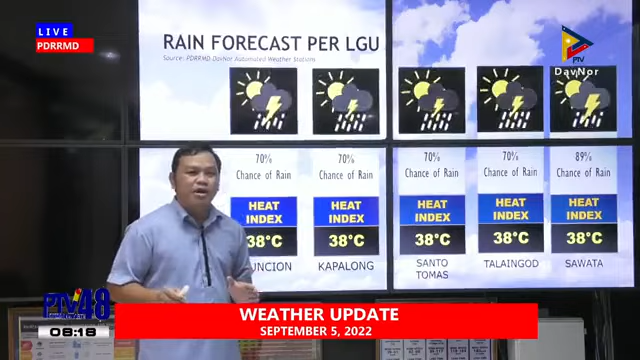 LIVE
PDRRMD
RAIN FORECAST PER LGU
Source: PDRRMD DavNor Automated Weather Stations
PTV
DavNor
70% 70% 70% 70% 89%
Chance of Rain Chance of Rain Chance of Rain Chance of Rain Chance of Rain
HEAT HEAT HEAT HEAT HEAT
INDEX INDEX INDEX INDEX INDEX
38°C 38°C 38°C 38°C 38°C
UNCION KAPALONG SANTO TALAINGOD SAWATA
TOMAS
PTV48
08:18
WEATHER UPDATE
SEPTEMBER 5, 2022